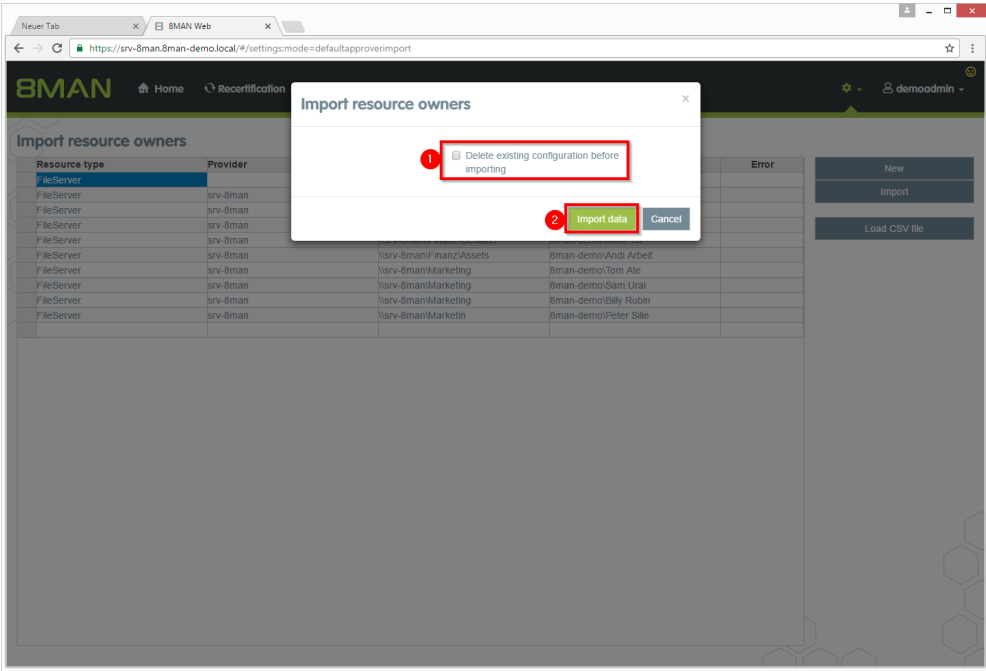 Neuer Tab
8MAN Web
https://srv-8man.8man-demo.local/#/settings;mode=defaultapproverimport
8MAN Home Recertification demoadmin
Import resource owners
Import resource owners
1
Delete existing configuration before
importing
2
Import data Cancel
Resource type Provider Error
FileServer
FileServer srv-8man
FileServer srv-8man
FileServer srv-8man
FileServer srv-8man
FileServer srv-8man \\srv-8man\Finanz\Assets 8man-demo\Andi Arbeit
FileServer srv-8man \\srv-8man\Marketing 8man-demo\Tom Ate
FileServer srv-8man \\srv-8man\Marketing 8man-demo\Sam.Urai
FileServer srv-8man \\srv-8man\Marketing 8man-demo\Billy Rubin
FileServer srv-8man \\srv-8man\Marketin 8man-demo\Peter Silie
New
Import
Load CSV file